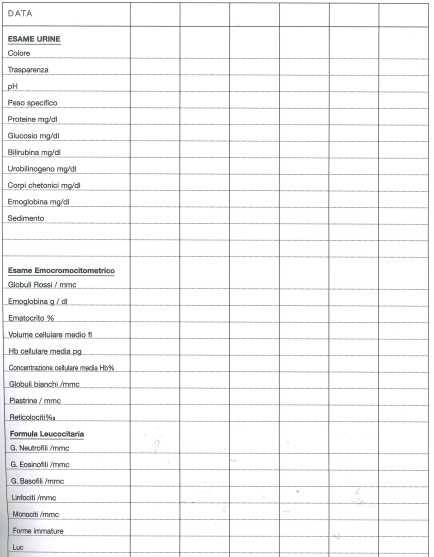 DATA
ESAME URINE
Colore
Trasparenza
pH
Peso specifico
Proteine mg/dl
Glucosio mg/dl
Bilirubina mg/dl
Urobilinogeno mg/dl
Corpi chetonici mg/dl
Emoglobina mg/dl
Sedimento
Esame Emocromocitometrico
Globuli Rossi / mmc
Emoglobina g / dl
Ematocrito %
Volume cellulare medio fl
Hb cellulare media pg
Concentrazione cellulare media Hb%
Globuli bianchi /mmc
Piastrine / mmc
Reticolociti‰
Formula Leucocitaria
G. Neutrofili /mmc
G. Eosinofili /mmc
G. Basofili /mmc
Linfociti /mmc
Monociti /mmc
Forme immature
Luc